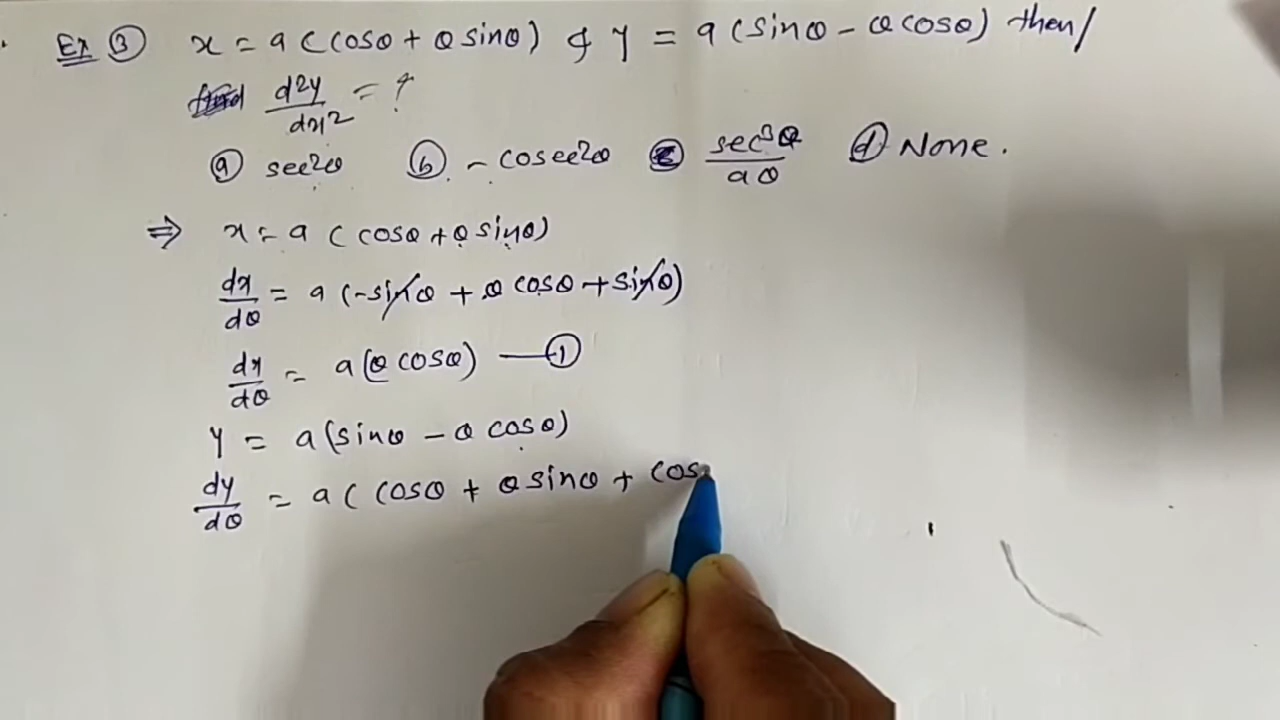 Ex ③ x = a (cosθ + θ sinθ) & y = a (sinθ - θ cosθ) then/
find d²y/dx² = ?
ⓐ sec²θ ⓑ - cosec²θ ⓒ sec³θ/aθ ⓓ None.
⇒ x = a (cosθ + θ sinθ)
dx/dθ = a (-sinθ + θ cosθ + sinθ)
dx/dθ = a(θ cosθ) — ①
y = a(sinθ - θ cosθ)
dy/dθ = a (cosθ + θ sinθ + cos